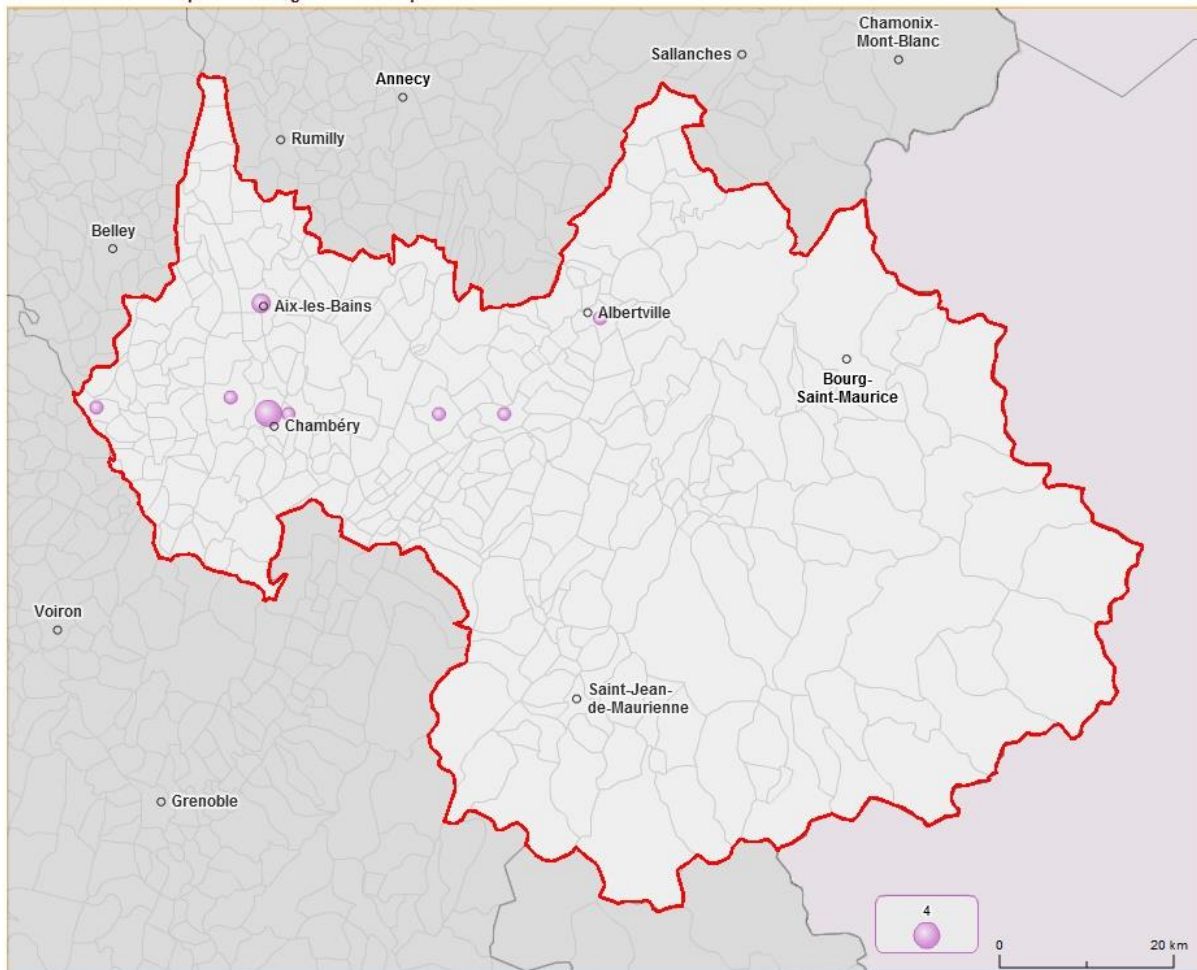 Chamonix-
Mont-Blanc
Sallanches
Annecy
Rumilly
Belley
Aix-les-Bains
Albertville
Bourg-
Saint-Maurice
Chambéry
Voiron
Saint-Jean-
de-Maurienne
Grenoble
4
0 20 km